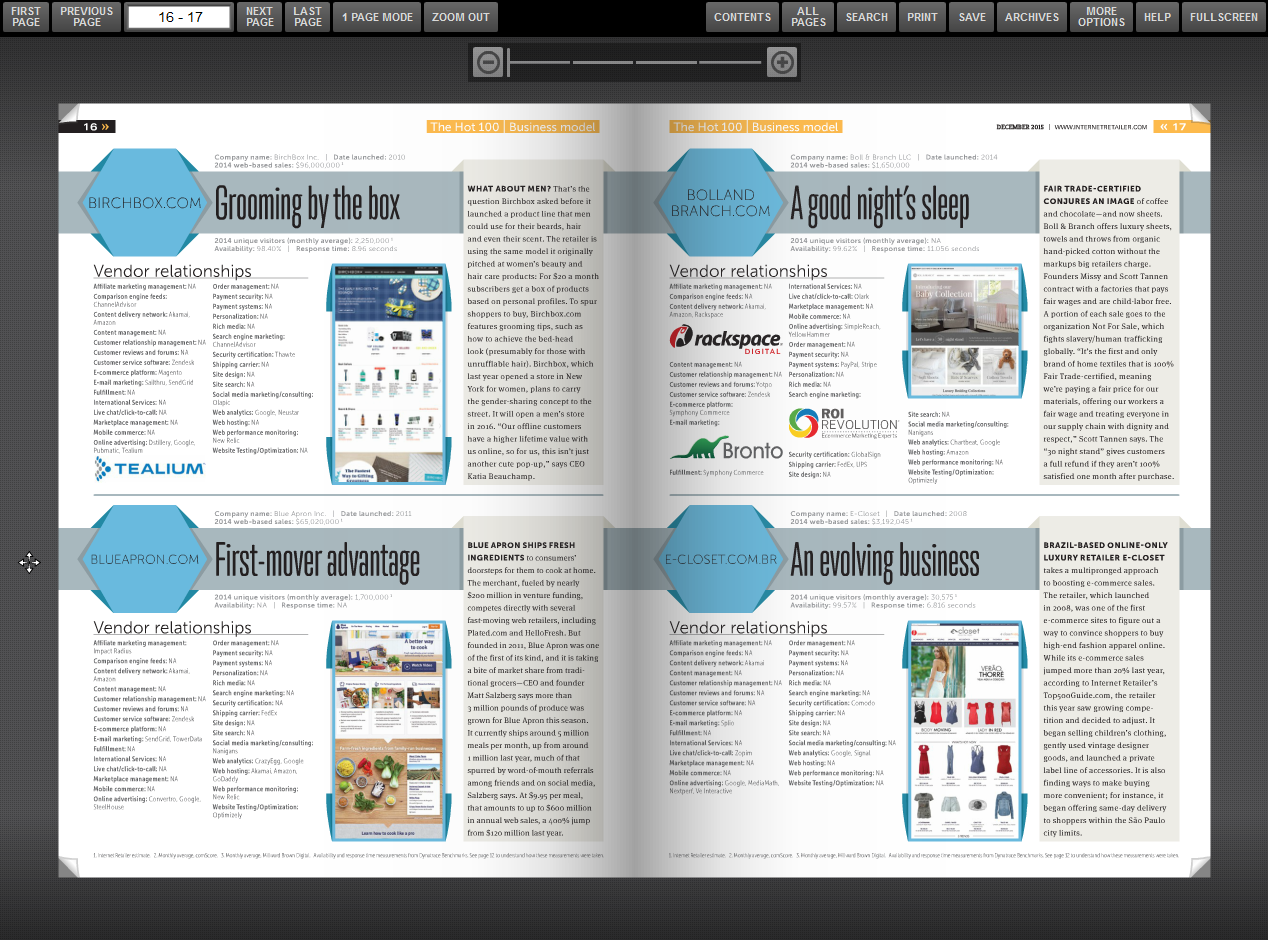 FIRST PAGE
PREVIOUS PAGE
16 - 17
NEXT PAGE
LAST PAGE
1 PAGE MODE
ZOOM OUT
CONTENTS
ALL PAGES
SEARCH
PRINT
SAVE
ARCHIVES
MORE OPTIONS
HELP
FULLSCREEN
16 »
The Hot 100 | Business model
Company name: BirchBox Inc. | Date launched: 2010
2014 web-based sales: $96,000,000¹
BIRCHBOX.COM
Grooming by the box
2014 unique visitors (monthly average): 2,250,000³
Availability: 98.40% | Response time: 8.96 seconds
Vendor relationships
Affiliate marketing management: NA
Comparison engine feeds:
ChannelAdvisor
Content delivery network: Akamai,
Amazon
Content management: NA
Customer relationship management: NA
Customer reviews and forums: NA
Customer service software: Zendesk
E-commerce platform: Magento
E-mail marketing: Sailthru, SendGrid
Fulfillment: NA
International Services: NA
Live chat/click-to-call: NA
Marketplace management: NA
Mobile commerce: NA
Online advertising: Dstillery, Google,
Pubmatic, Tealium
TEALIUM
Order management: NA
Payment security: NA
Payment systems: NA
Personalization: NA
Rich media: NA
Search engine marketing:
ChannelAdvisor
Security certification: Thawte
Shipping carrier: NA
Site design: NA
Site search: NA
Social media marketing/consulting:
Olapic
Web analytics: Google, Neustar
Web hosting: NA
Web performance monitoring:
New Relic
Website Testing/Optimization: NA
WHAT ABOUT MEN? That's the
question Birchbox asked before it
launched a product line that men
could use for their beards, hair
and even their scent. The retailer is
using the same model it originally
pitched at women's beauty and
hair care products: For $20 a month
subscribers get a box of products
based on personal profiles. To spur
shoppers to buy, Birchbox.com
features grooming tips, such as
how to achieve the bed-head
look (presumably for those with
unrufflable hair). Birchbox, which
last year opened a store in New
York for women, plans to carry
the gender-sharing concept to the
street. It will open a men's store
in 2016. "Our offline customers
have a higher lifetime value with
us online, so for us, this isn't just
another cute pop-up," says CEO
Katia Beauchamp.
Company name: Blue Apron Inc. | Date launched: 2011
2014 web-based sales: $65,020,000¹
BLUEAPRON.COM
First-mover advantage
2014 unique visitors (monthly average): 1,700,000³
Availability: NA | Response time: NA
Vendor relationships
Affiliate marketing management:
Impact Radius
Comparison engine feeds: NA
Content delivery network: Akamai,
Amazon
Content management: NA
Customer relationship management: NA
Customer reviews and forums: NA
Customer service software: Zendesk
E-commerce platform: NA
E-mail marketing: SendGrid, TowerData
Fulfillment: NA
International Services: NA
Live chat/click-to-call: NA
Marketplace management: NA
Mobile commerce: NA
Online advertising: Convertro, Google,
SteelHouse
Order management: NA
Payment security: NA
Payment systems: NA
Personalization: NA
Rich media: NA
Search engine marketing: NA
Security certification: NA
Shipping carrier: FedEx
Site design: NA
Site search: NA
Social media marketing/consulting:
Nanigans
Web analytics: CrazyEgg, Google
Web hosting: Akamai, Amazon,
GoDaddy
Web performance monitoring:
New Relic
Website Testing/Optimization:
Optimizely
A better way
to cook
Learn how to cook like a pro
BLUE APRON SHIPS FRESH
INGREDIENTS to consumers'
doorsteps for them to cook at home.
The merchant, fueled by nearly
$200 million in venture funding,
competes directly with several
fast-moving web retailers, including
Plated.com and HelloFresh. But
founded in 2011, Blue Apron was one
of the first of its kind, and it is taking
a bite of market share from tradi-
tional grocers—CEO and founder
Matt Salzberg says more than
3 million pounds of produce was
grown for Blue Apron this season.
It currently ships around 5 million
meals per month, up from around
1 million last year, much of that
spurred by word-of-mouth referrals
among friends and on social media,
Salzberg says. At $9.95 per meal,
that amounts to up to $600 million
in annual web sales, a 400% jump
from $120 million last year.
1. Internet Retailer estimate. 2. Monthly average, comScore. 3. Monthly average, Millward Brown Digital. Availability and response time measurements from Dynatrace Benchmarks. See page 12 to understand how these measurements were taken.
The Hot 100 | Business model
DECEMBER 2015 | WWW.INTERNETRETAILER.COM
« 17
Company name: Boll & Branch LLC | Date launched: 2014
2014 web-based sales: $1,650,000
BOLLAND
BRANCH.COM
A good night's sleep
2014 unique visitors (monthly average): NA
Availability: 99.62% | Response time: 11.056 seconds
Vendor relationships
Affiliate marketing management: NA
Comparison engine feeds: NA
Content delivery network: Akamai,
Amazon, Rackspace
rackspace.
DIGITAL
Content management: NA
Customer relationship management: NA
Customer reviews and forums: Yotpo
Customer service software: Zendesk
E-commerce platform:
Symphony Commerce
E-mail marketing:
Bronto
Fulfillment: Symphony Commerce
International Services: NA
Live chat/click-to-call: Olark
Marketplace management: NA
Mobile commerce: NA
Online advertising: SimpleReach,
YellowHammer
Order management: NA
Payment security: NA
Payment systems: PayPal, Stripe
Personalization: NA
Rich media: NA
Search engine marketing:
ROI
REVOLUTION
Ecommerce Marketing Experts
Security certification: GlobalSign
Shipping carrier: FedEx, UPS
Site design: NA
Introducing our
Baby Collection
Site search: NA
Social media marketing/consulting:
Nanigans
Web analytics: Chartbeat, Google
Web hosting: Amazon
Web performance monitoring: NA
Website Testing/Optimization:
Optimizely
FAIR TRADE-CERTIFIED
CONJURES AN IMAGE of coffee
and chocolate—and now sheets.
Boll & Branch offers luxury sheets,
towels and throws from organic
hand-picked cotton without the
markups big retailers charge.
Founders Missy and Scott Tannen
contract with a factories that pays
fair wages and are child-labor free.
A portion of each sale goes to the
organization Not For Sale, which
fights slavery/human trafficking
globally. "It's the first and only
brand of home textiles that is 100%
Fair Trade-certified, meaning
we're paying a fair price for our
materials, offering our workers a
fair wage and treating everyone in
our supply chain with dignity and
respect," Scott Tannen says. The
"30 night stand" gives customers
a full refund if they aren't 100%
satisfied one month after purchase.
Company name: E-Closet | Date launched: 2008
2014 web-based sales: $3,192,045¹
E-CLOSET.COM.BR
An evolving business
2014 unique visitors (monthly average): 30,575³
Availability: 99.57% | Response time: 6.816 seconds
Vendor relationships
Affiliate marketing management: NA
Comparison engine feeds: NA
Content delivery network: Akamai
Content management: NA
Customer relationship management: NA
Customer reviews and forums: NA
Customer service software: NA
E-commerce platform: NA
E-mail marketing: Splio
Fulfillment: NA
International Services: NA
Live chat/click-to-call: Zopim
Marketplace management: NA
Mobile commerce: NA
Online advertising: Google, MediaMath,
Nextperf, Ve Interactive
Order management: NA
Payment security: NA
Payment systems: NA
Personalization: NA
Rich media: NA
Search engine marketing: NA
Security certification: Comodo
Shipping carrier: NA
Site design: NA
Site search: NA
Social media marketing/consulting: NA
Web analytics: Google, Signal
Web hosting: NA
Web performance monitoring: NA
Website Testing/Optimization: NA
e-closet
VERÃO,
THORRE
BODY MOVING
LADY IN RED
BRAZIL-BASED ONLINE-ONLY
LUXURY RETAILER E-CLOSET
takes a multipronged approach
to boosting e-commerce sales.
The retailer, which launched
in 2008, was one of the first
e-commerce sites to figure out a
way to convince shoppers to buy
high-end fashion apparel online.
While its e-commerce sales
jumped more than 20% last year,
according to Internet Retailer's
Top500Guide.com, the retailer
this year saw growing compe-
tition and decided to adjust. It
began selling children's clothing,
gently used vintage designer
goods, and launched a private
label line of accessories. It is also
finding ways to make buying
more convenient; for instance, it
began offering same-day delivery
to shoppers within the São Paulo
city limits.
1. Internet Retailer estimate. 2. Monthly average, comScore. 3. Monthly average, Millward Brown Digital. Availability and response time measurements from Dynatrace Benchmarks. See page 12 to understand how these measurements were taken.